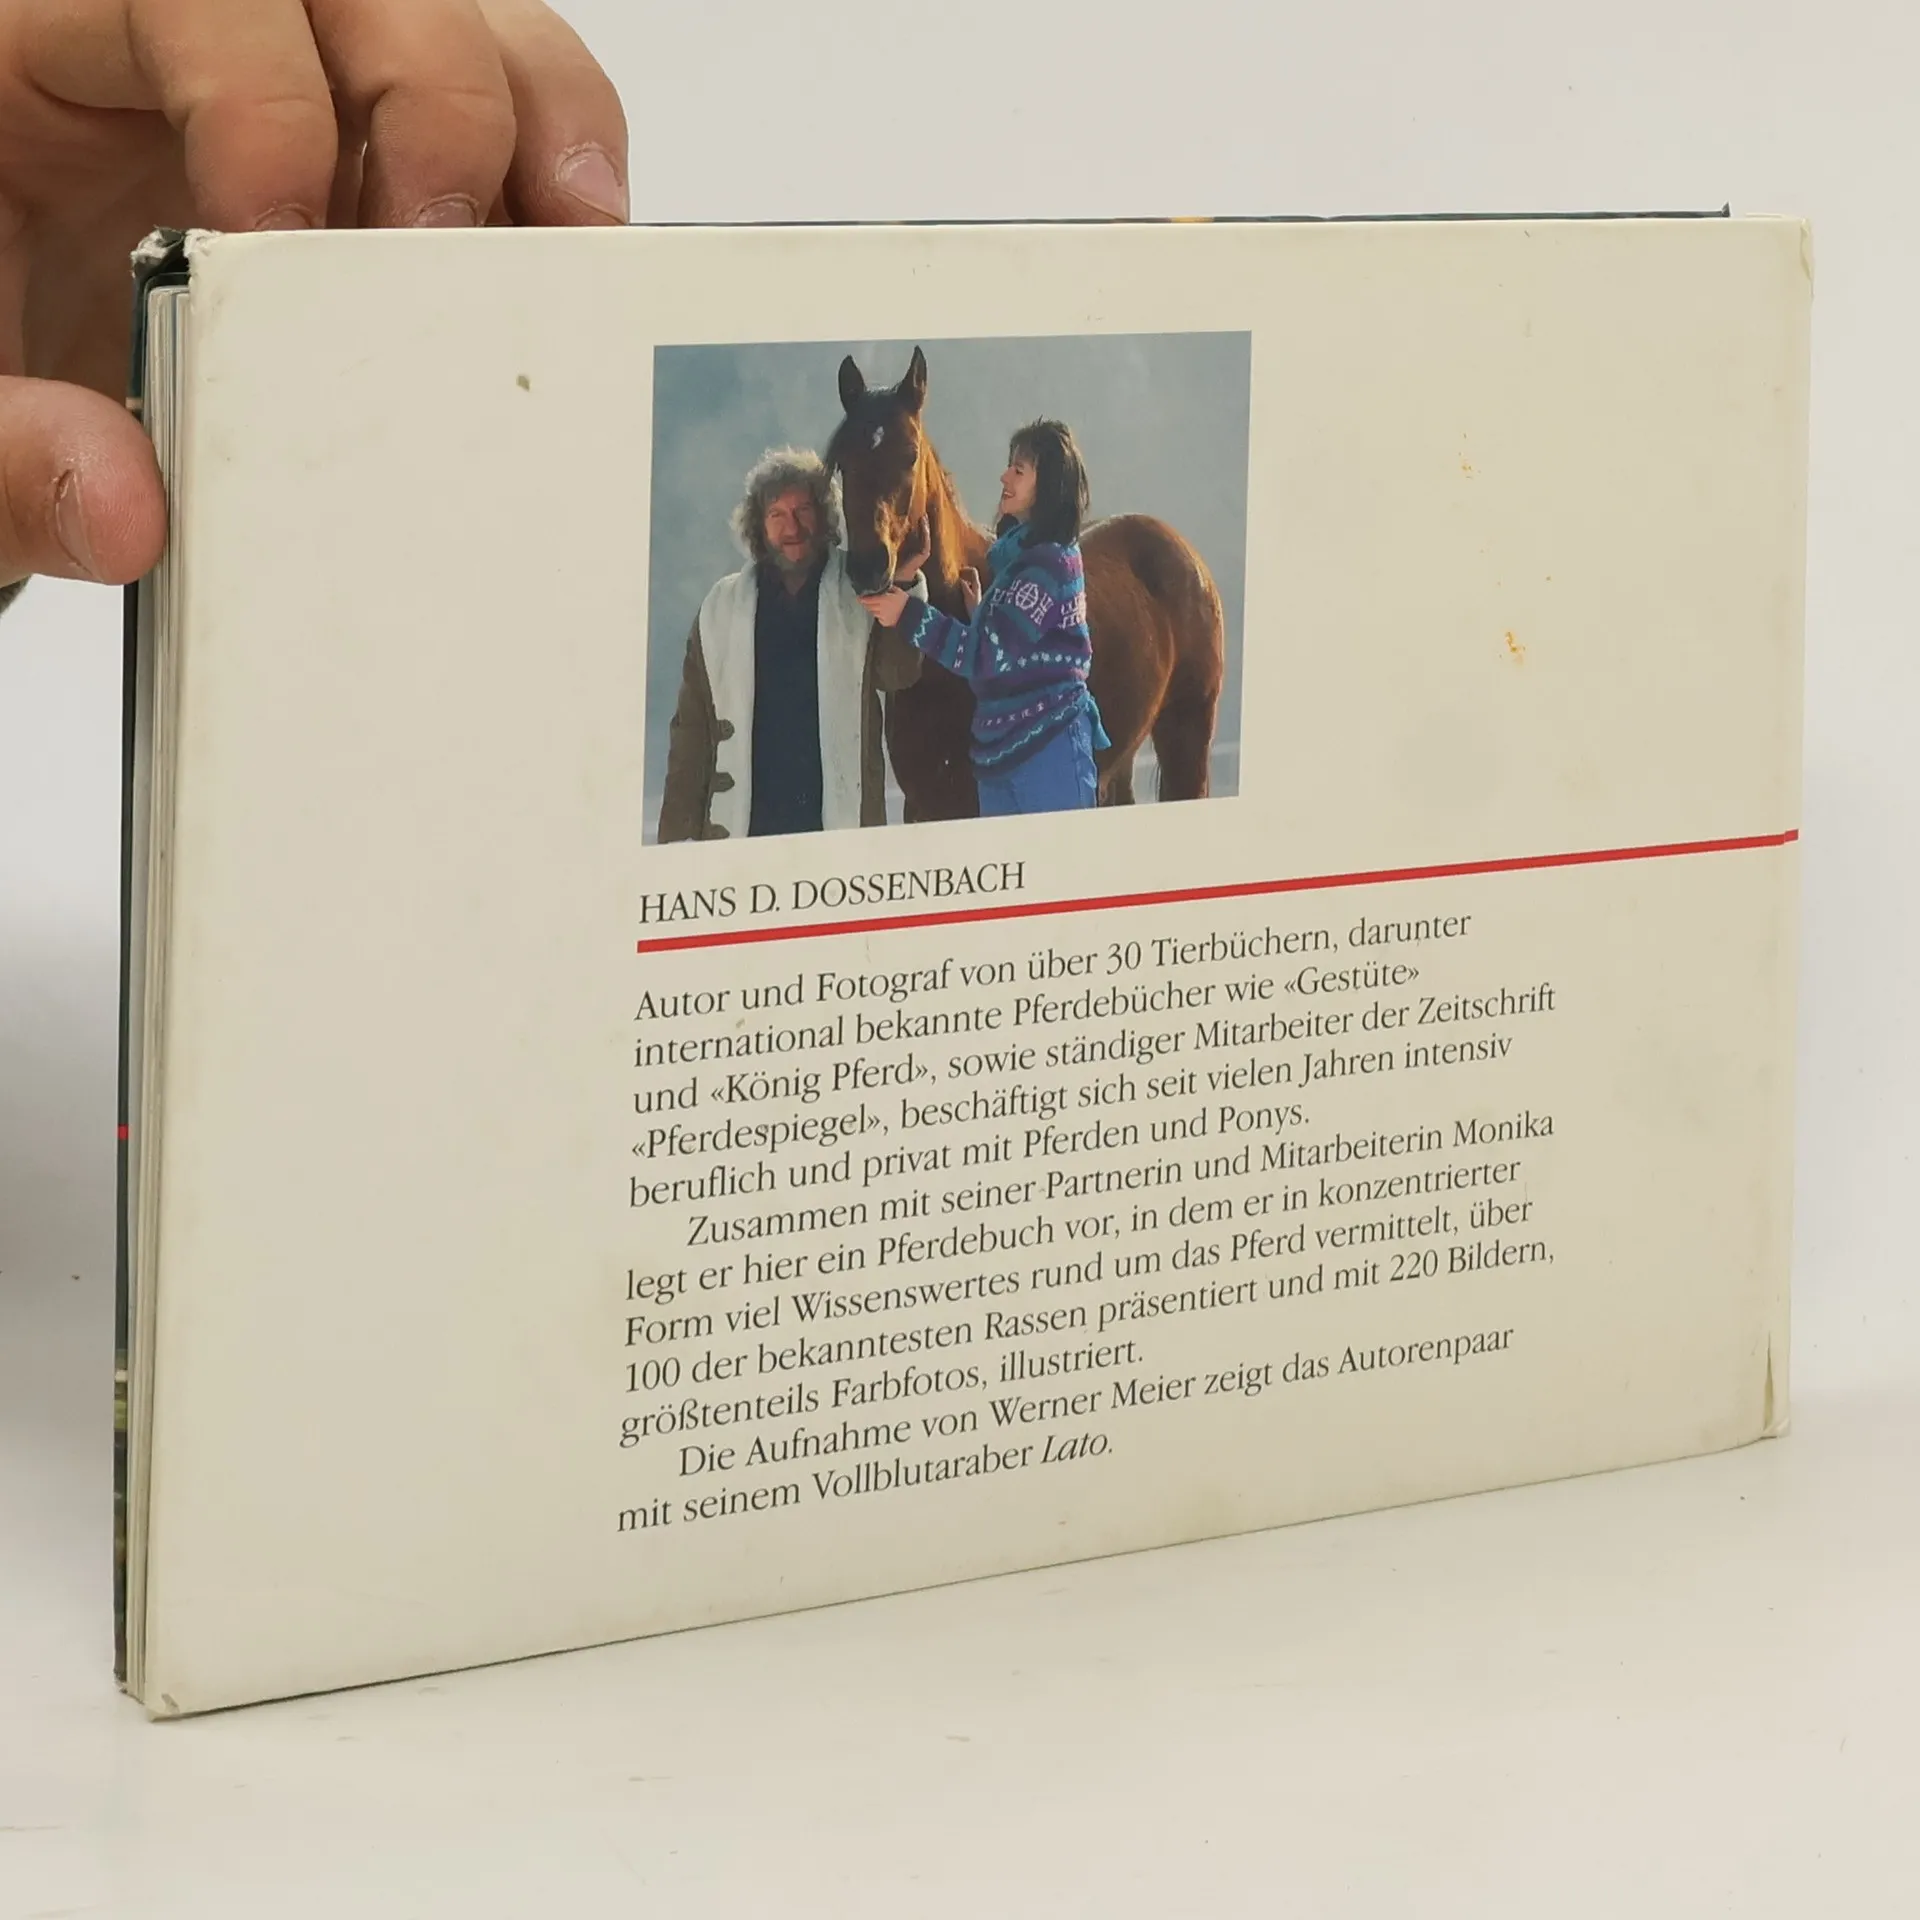 HANS D. DOSSENBACH
Autor und Fotograf von über 30 Tierbüchern, darunter
international bekannte Pferdebücher wie «Gestüte»
und «König Pferd», sowie ständiger Mitarbeiter der Zeitschrift
«Pferdespiegel», beschäftigt sich seit vielen Jahren intensiv
beruflich und privat mit Pferden und Ponys.
Zusammen mit seiner Partnerin und Mitarbeiterin Monika
legt er hier ein Pferdebuch vor, in dem er in konzentrierter
Form viel Wissenswertes rund um das Pferd vermittelt, über
100 der bekanntesten Rassen präsentiert und mit 220 Bildern,
größtenteils Farbfotos, illustriert.
Die Aufnahme von Werner Meier zeigt das Autorenpaar
mit seinem Vollblutaraber Lato.